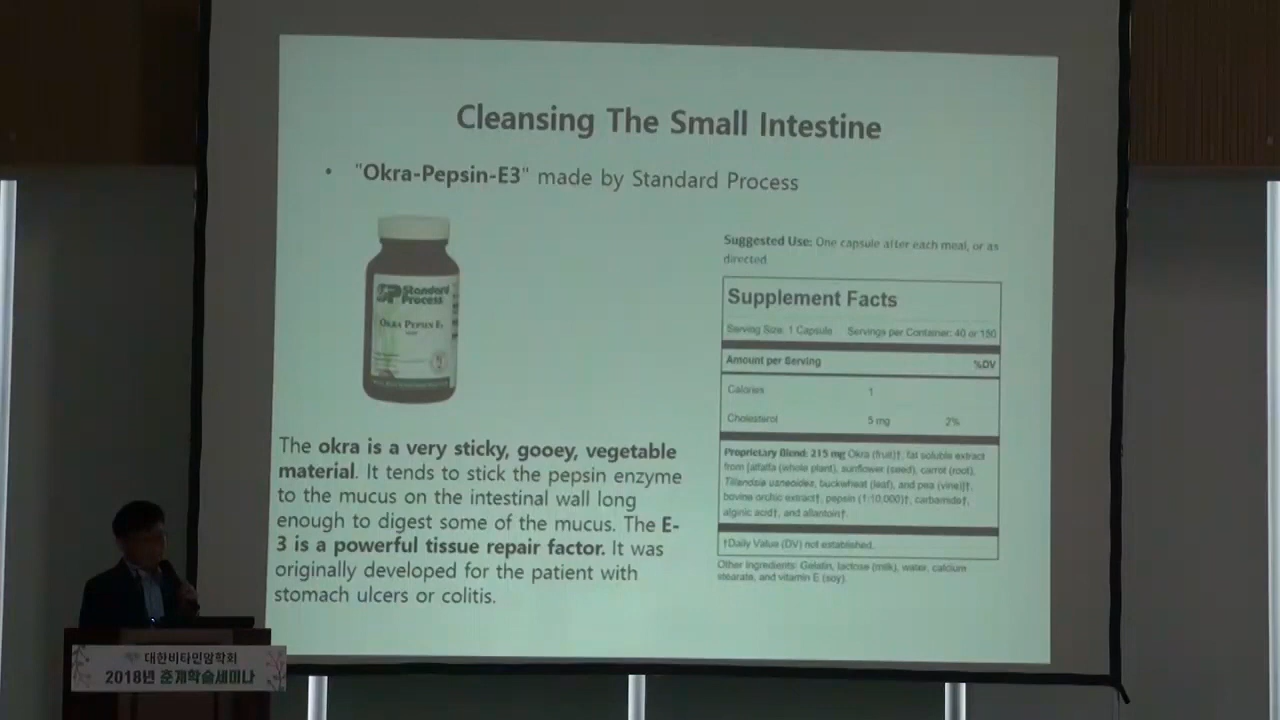 Cleansing The Small Intestine
• "Okra-Pepsin-E3" made by Standard Process
Standard
Process
OKRA PEPSIN E3
Suggested Use: One capsule after each meal, or as
directed.
Supplement Facts
Serving Size: 1 Capsule Servings per Container: 40 or 150
Amount per Serving %DV
Calories 1
Cholesterol 5 mg 2%
Proprietary Blend: 215 mg Okra (fruit)†, fat soluble extract
from [alfalfa (whole plant), sunflower (seed), carrot (root),
Tillandsia usneoides, buckwheat (leaf), and pea (vine)]†,
bovine orchic extract†, pepsin (1:10,000)†, carbamide†,
alginic acid†, and allantoin†.
†Daily Value (DV) not established.
Other Ingredients: Gelatin, lactose (milk), water, calcium
stearate, and vitamin E (soy).
The okra is a very sticky, gooey, vegetable
material. It tends to stick the pepsin enzyme
to the mucus on the intestinal wall long
enough to digest some of the mucus. The E-
3 is a powerful tissue repair factor. It was
originally developed for the patient with
stomach ulcers or colitis.
대한비타민암학회
2018년 춘계학술세미나